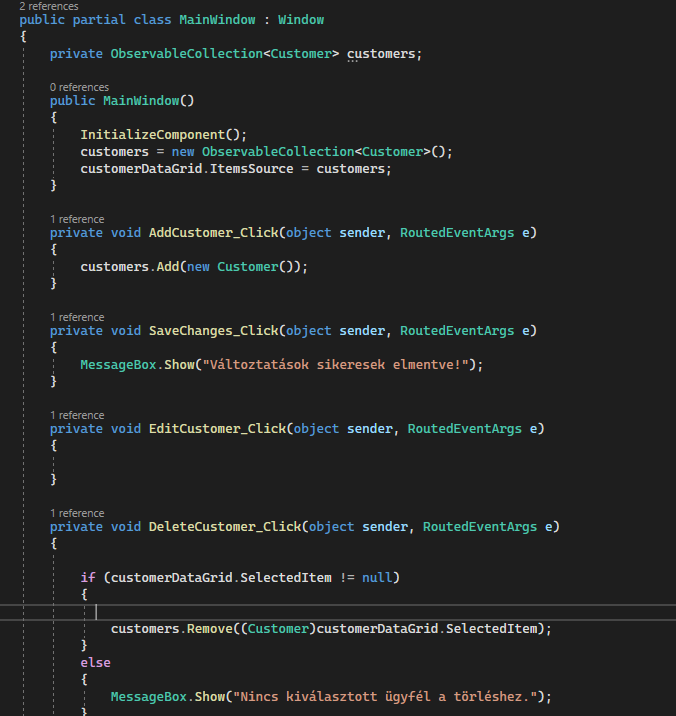 2 references
public partial class MainWindow : Window
{
private ObservableCollection<Customer> customers;
0 references
public MainWindow()
{
InitializeComponent();
customers = new ObservableCollection<Customer>();
customerDataGrid.ItemsSource = customers;
}
1 reference
private void AddCustomer_Click(object sender, RoutedEventArgs e)
{
customers.Add(new Customer());
}
1 reference
private void SaveChanges_Click(object sender, RoutedEventArgs e)
{
MessageBox.Show("Változtatások sikeresek elmentve!");
}
1 reference
private void EditCustomer_Click(object sender, RoutedEventArgs e)
{
}
1 reference
private void DeleteCustomer_Click(object sender, RoutedEventArgs e)
{
if (customerDataGrid.SelectedItem != null)
{
customers.Remove((Customer)customerDataGrid.SelectedItem);
}
else
{
MessageBox.Show("Nincs kiválasztott ügyfél a törléshez.");
}